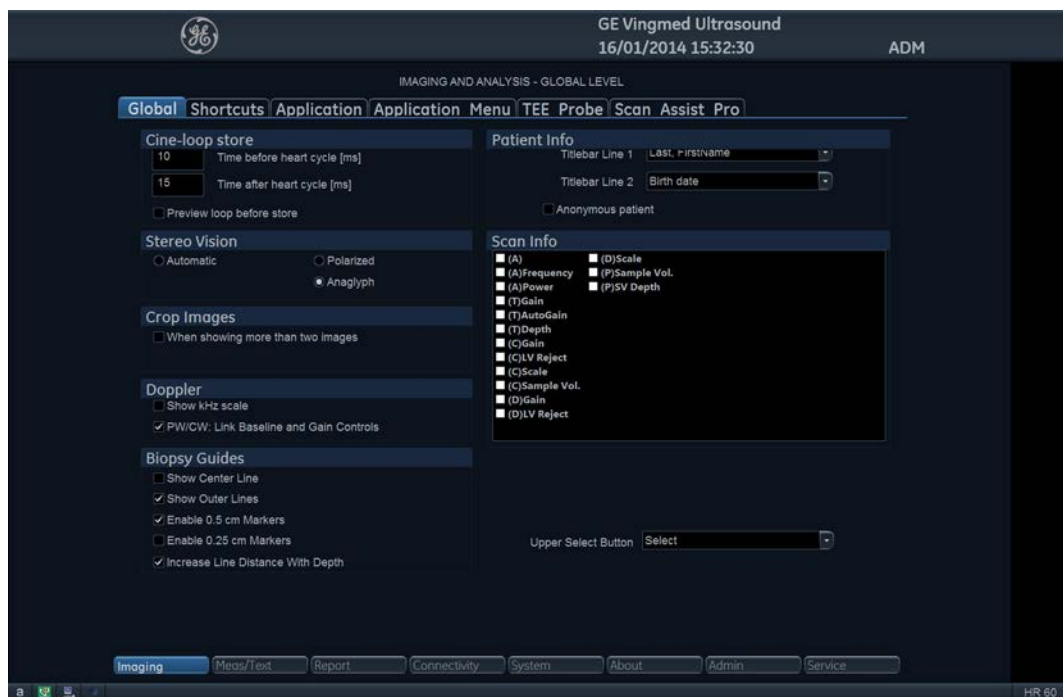 GE Vingmed Ultrasound
16/01/2014 15:32:30 ADM
IMAGING AND ANALYSIS - GLOBAL LEVEL
Global Shortcuts Application Application Menu TEE Probe Scan Assist Pro
Cine-loop store
10 Time before heart cycle [ms]
15 Time after heart cycle [ms]
Preview loop before store
Stereo Vision
Automatic Polarized
Anaglyph
Crop Images
When showing more than two images
Doppler
Show kHz scale
PW/CW: Link Baseline and Gain Controls
Biopsy Guides
Show Center Line
Show Outer Lines
Enable 0.5 cm Markers
Enable 0.25 cm Markers
Increase Line Distance With Depth
Patient Info
Titlebar Line 1 Last, FirstName
Titlebar Line 2 Birth date
Anonymous patient
Scan Info
(A) (D)Scale
(A)Frequency (P)Sample Vol.
(A)Power (P)SV Depth
(T)Gain
(T)AutoGain
(T)Depth
(C)Gain
(C)LV Reject
(C)Scale
(C)Sample Vol.
(D)Gain
(D)LV Reject
Upper Select Button Select
Imaging Meas/Text Report Connectivity System About Admin Service
a HR:60